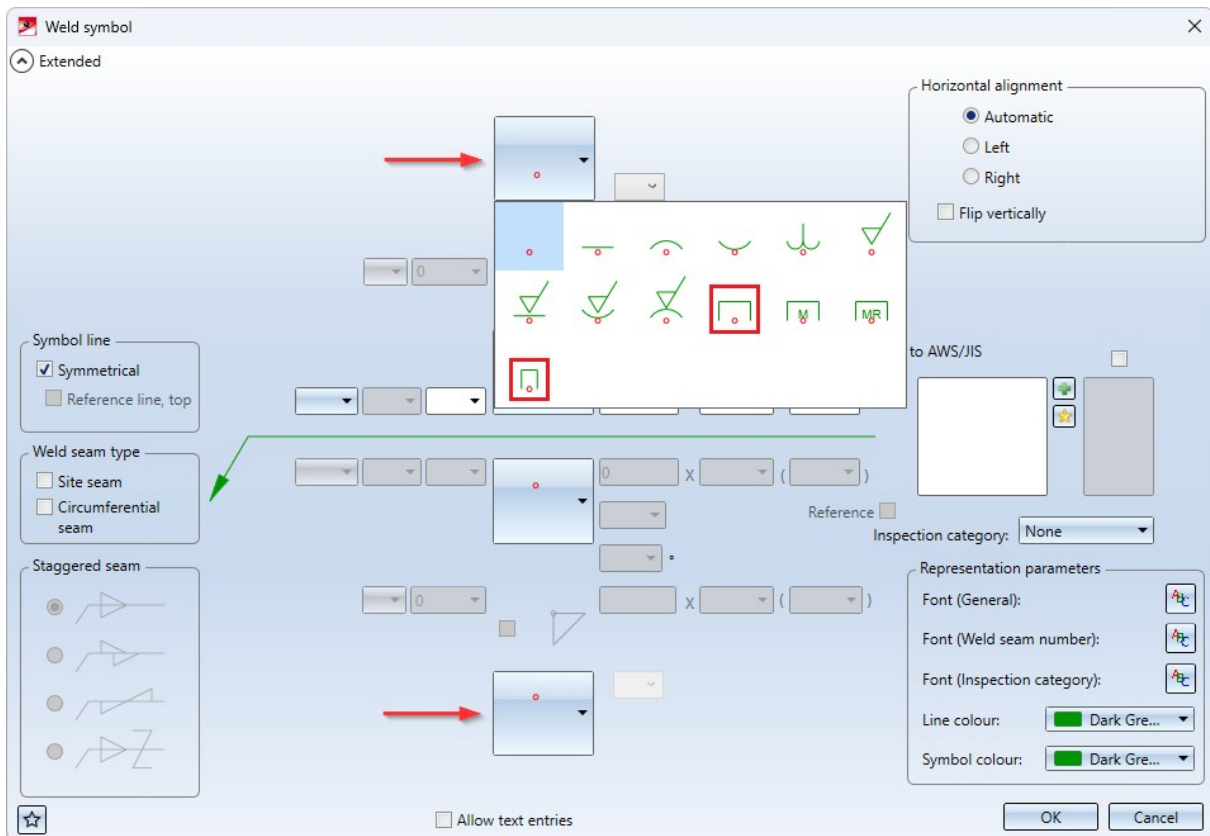 Weld symbol
Extended
Horizontal alignment
Automatic
Left
Right
Flip vertically
0
M
MR
Symbol line
Symmetrical
Reference line, top
to AWS/JIS
Weld seam type
Site seam
Circumferential
seam
0 X ( )
Reference
°
Inspection category: None
Staggered seam
0 X ( )
Representation parameters
Font (General): ABC
Font (Weld seam number): ABC
Font (Inspection category): ABC
Line colour: Dark Gre...
Symbol colour: Dark Gre...
Allow text entries
OK Cancel